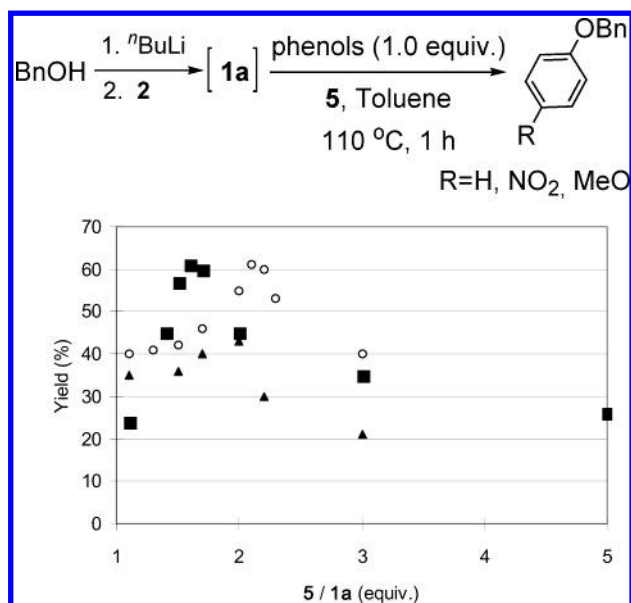 OBn
1. ⁿBuLi
phenols (1.0 equiv.)
BnOH
[ 1a ]
2. 2
5, Toluene
R
110 °C, 1 h
R=H, NO₂, MeO
70
60
50
40
30
20
10
0
Yield (%)
1 2 3 4 5
5 / 1a (equiv.)